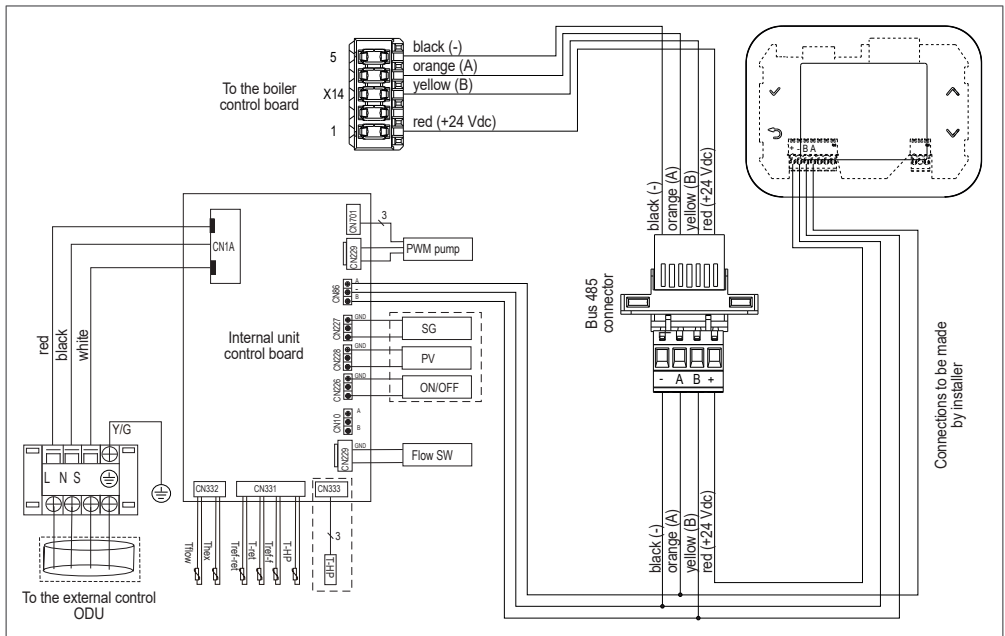 To the boiler
control board
5
X14
1
black (-)
orange (A)
yellow (B)
red (+24 Vdc)
+ - B A
black (-)
orange (A)
yellow (B)
red (+24 Vdc)
Bus 485
connector
- A B +
black (-)
orange (A)
yellow (B)
red (+24 Vdc)
Connections to be made
by installer
CN1A
red
black
white
Y/G
L N S
To the external control
ODU
Internal unit
control board
CN701
3
CN229
PWM pump
CN86
A
-
B
CN227
GND
SG
CN228
GND
PV
CN226
GND
ON/OFF
CN10
A
B
CN229
GND
Flow SW
CN332
CN331
CN333
Tflow
Thex
Tref-ret
T-ret
Tref-f
T-HP
3
T-HP